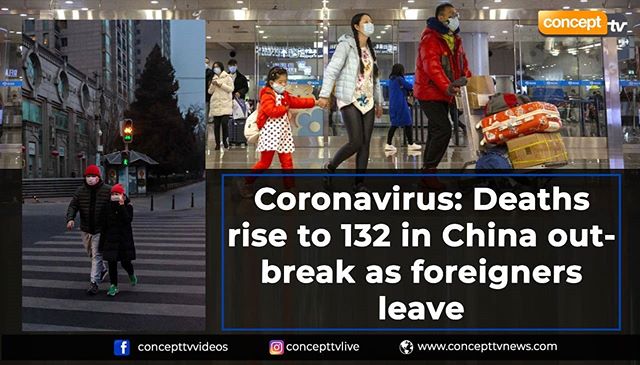 concept tv
Coronavirus: Deaths
rise to 132 in China out-
break as foreigners
leave
concepttvvideos
concepttvlive
www.concepttvnews.com